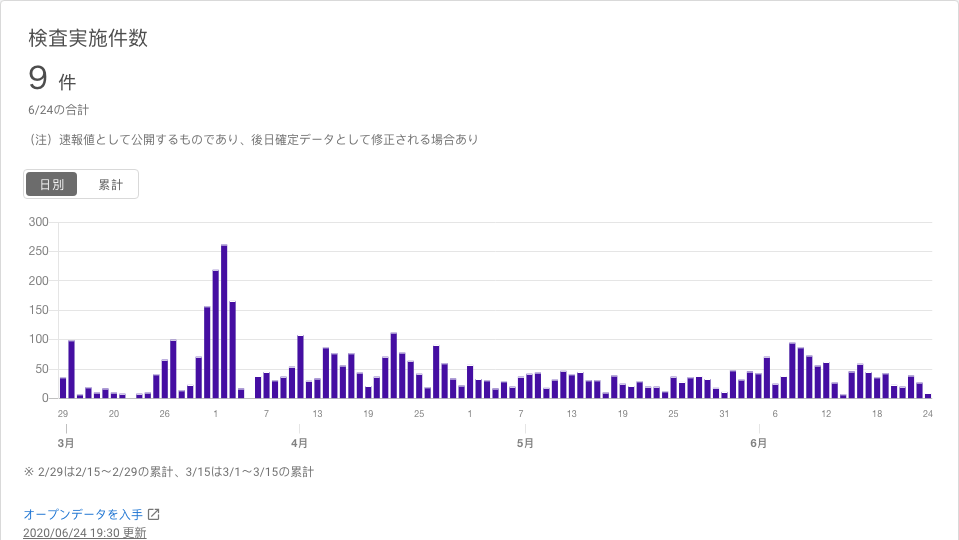 検査実施件数
9 件
6/24の合計
（注）速報値として公開するものであり、後日確定データとして修正される場合あり
日別 累計
300
250
200
150
100
50
0
29 20 26 1 7 13 19 25 1 7 13 19 25 31 6 12 18 24
3月 4月 5月 6月
※ 2/29は2/15〜2/29の累計、3/15は3/1〜3/15の累計
オープンデータを入手
2020/06/24 19:30 更新